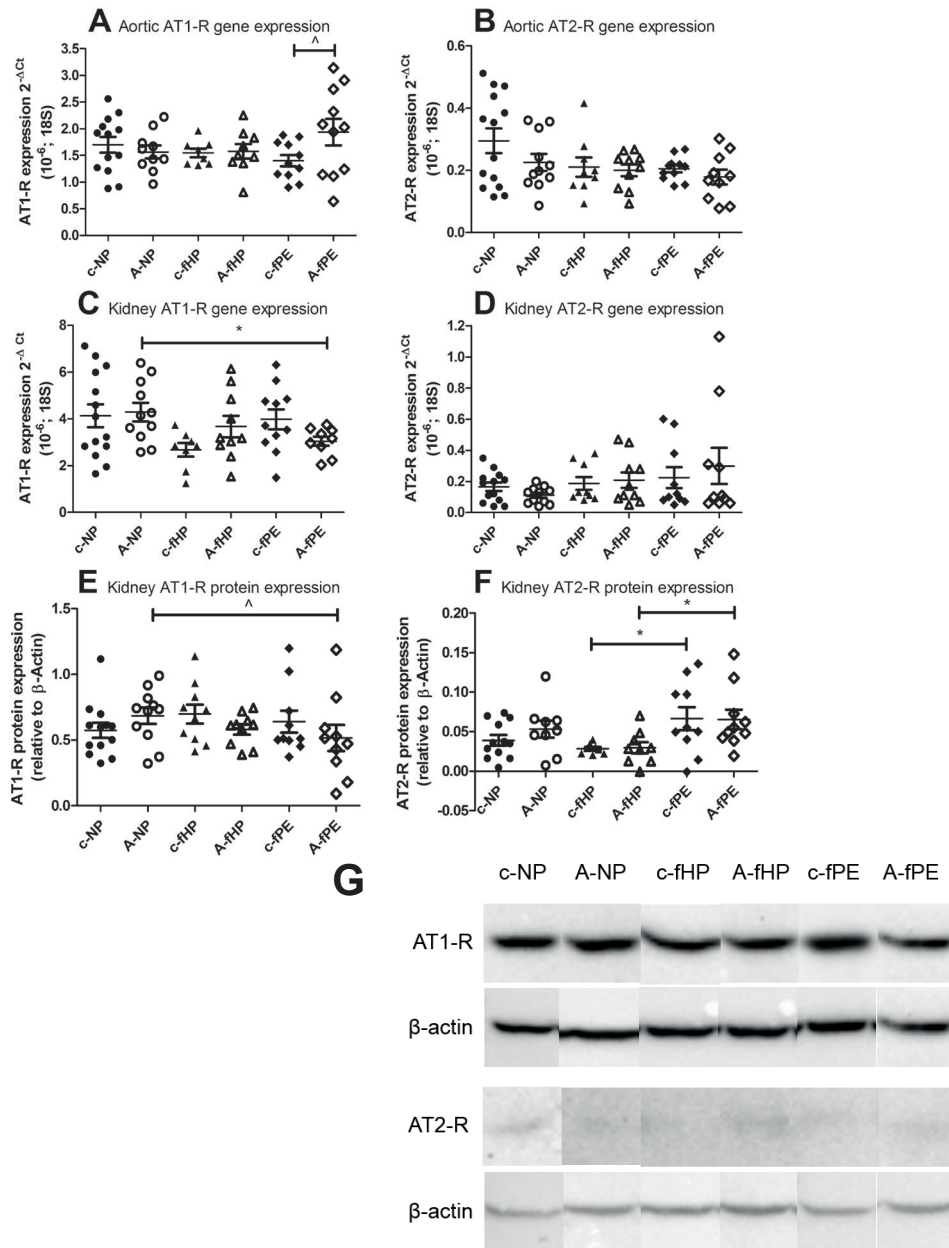 A Aortic AT1-R gene expression
^
AT1-R expression 2^-ΔCt
(10^-6; 18S)
3.5
3.0
2.5
2.0
1.5
1.0
0.5
0.0
c-NP
A-NP
c-fHP
A-fHP
c-fPE
A-fPE
B Aortic AT2-R gene expression
AT2-R expression 2^-ΔCt
(10^-6; 18S)
0.6
0.4
0.2
0.0
c-NP
A-NP
c-fHP
A-fHP
c-fPE
A-fPE
C Kidney AT1-R gene expression
*
AT1-R expression 2^-Δ Ct
(10^-6; 18S)
8
6
4
2
0
c-NP
A-NP
c-fHP
A-fHP
c-fPE
A-fPE
D Kidney AT2-R gene expression
AT2-R expression 2^-Δ Ct
(10^-6; 18S)
1.2
1.0
0.8
0.6
0.4
0.2
0.0
c-NP
A-NP
c-fHP
A-fHP
c-fPE
A-fPE
E Kidney AT1-R protein expression
^
AT1-R protein expression
(relative to β-Actin)
1.5
1.0
0.5
0.0
c-NP
A-NP
c-fHP
A-fHP
c-fPE
A-fPE
F Kidney AT2-R protein expression
*
*
AT2-R protein expression
(relative to β-Actin)
0.20
0.15
0.10
0.05
0.00
-0.05
c-NP
A-NP
c-fHP
A-fHP
c-fPE
A-fPE
G
c-NP A-NP c-fHP A-fHP c-fPE A-fPE
AT1-R
β-actin
AT2-R
β-actin